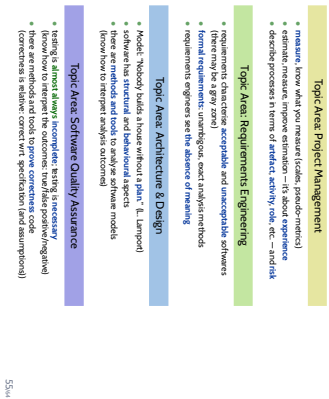 Topic Area: Project Management
measure, know what you measure (scales, pseudo-metrics)
estimate, measure, improve estimation — it's about experience
describe processes in terms of artefact, activity, role, etc. — and risk
Topic Area: Requirements Engineering
requirements characterise acceptable and unacceptable softwares
(there may be a gray zone)
formal requirements: unambiguous, exact analysis methods
requirements engineers see the absence of meaning
Topic Area: Architecture & Design
Model: "Nobody builds a house without a plan." (L. Lamport)
software has structural and behavioural aspects
there are methods and tools to analyse software models
(know how to interpret analysis outcomes)
Topic Area: Software Quality Assurance
testing is almost always incomplete, testing is necessary
(know how to interpret the outcomes: true/false positive/negative)
there are methods and tools to prove correctness code
(correctness is relative: correct wrt. specification (and assumptions))
55/64